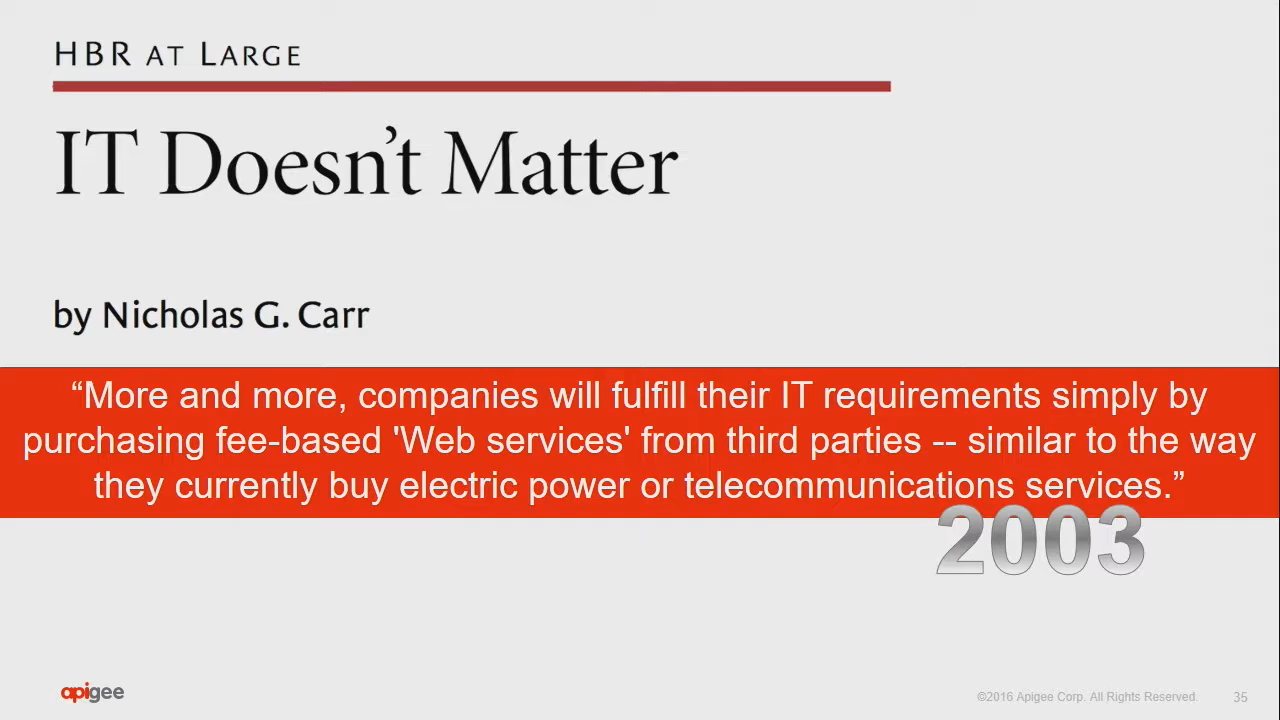 HBR AT LARGE
IT Doesn’t Matter
by Nicholas G. Carr
“More and more, companies will fulfill their IT requirements simply by
purchasing fee-based 'Web services' from third parties -- similar to the way
they currently buy electric power or telecommunications services.”
2003
apigee
©2016 Apigee Corp. All Rights Reserved. 35